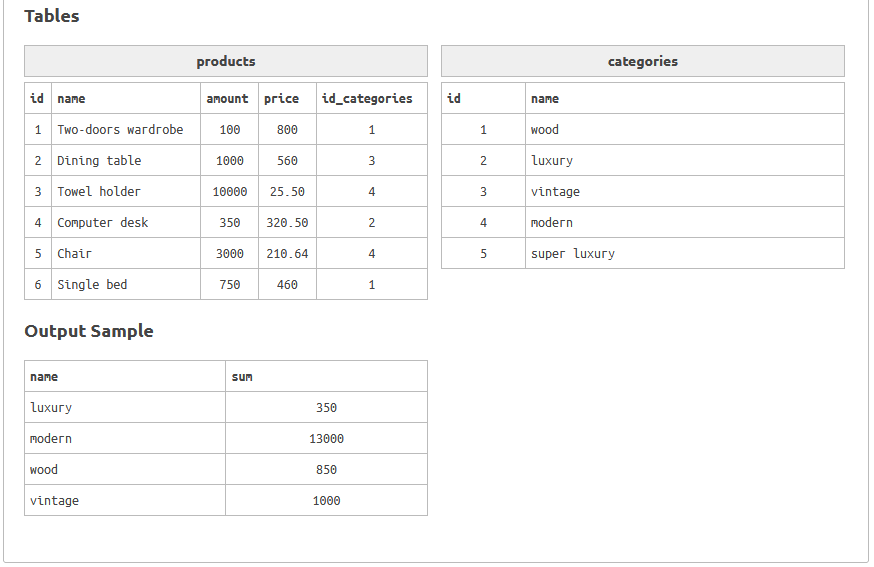 Tables
products
id name amount price id_categories
1 Two-doors wardrobe 100 800 1
2 Dining table 1000 560 3
3 Towel holder 10000 25.50 4
4 Computer desk 350 320.50 2
5 Chair 3000 210.64 4
6 Single bed 750 460 1
categories
id name
1 wood
2 luxury
3 vintage
4 modern
5 super luxury
Output Sample
name sum
luxury 350
modern 13000
wood 850
vintage 1000